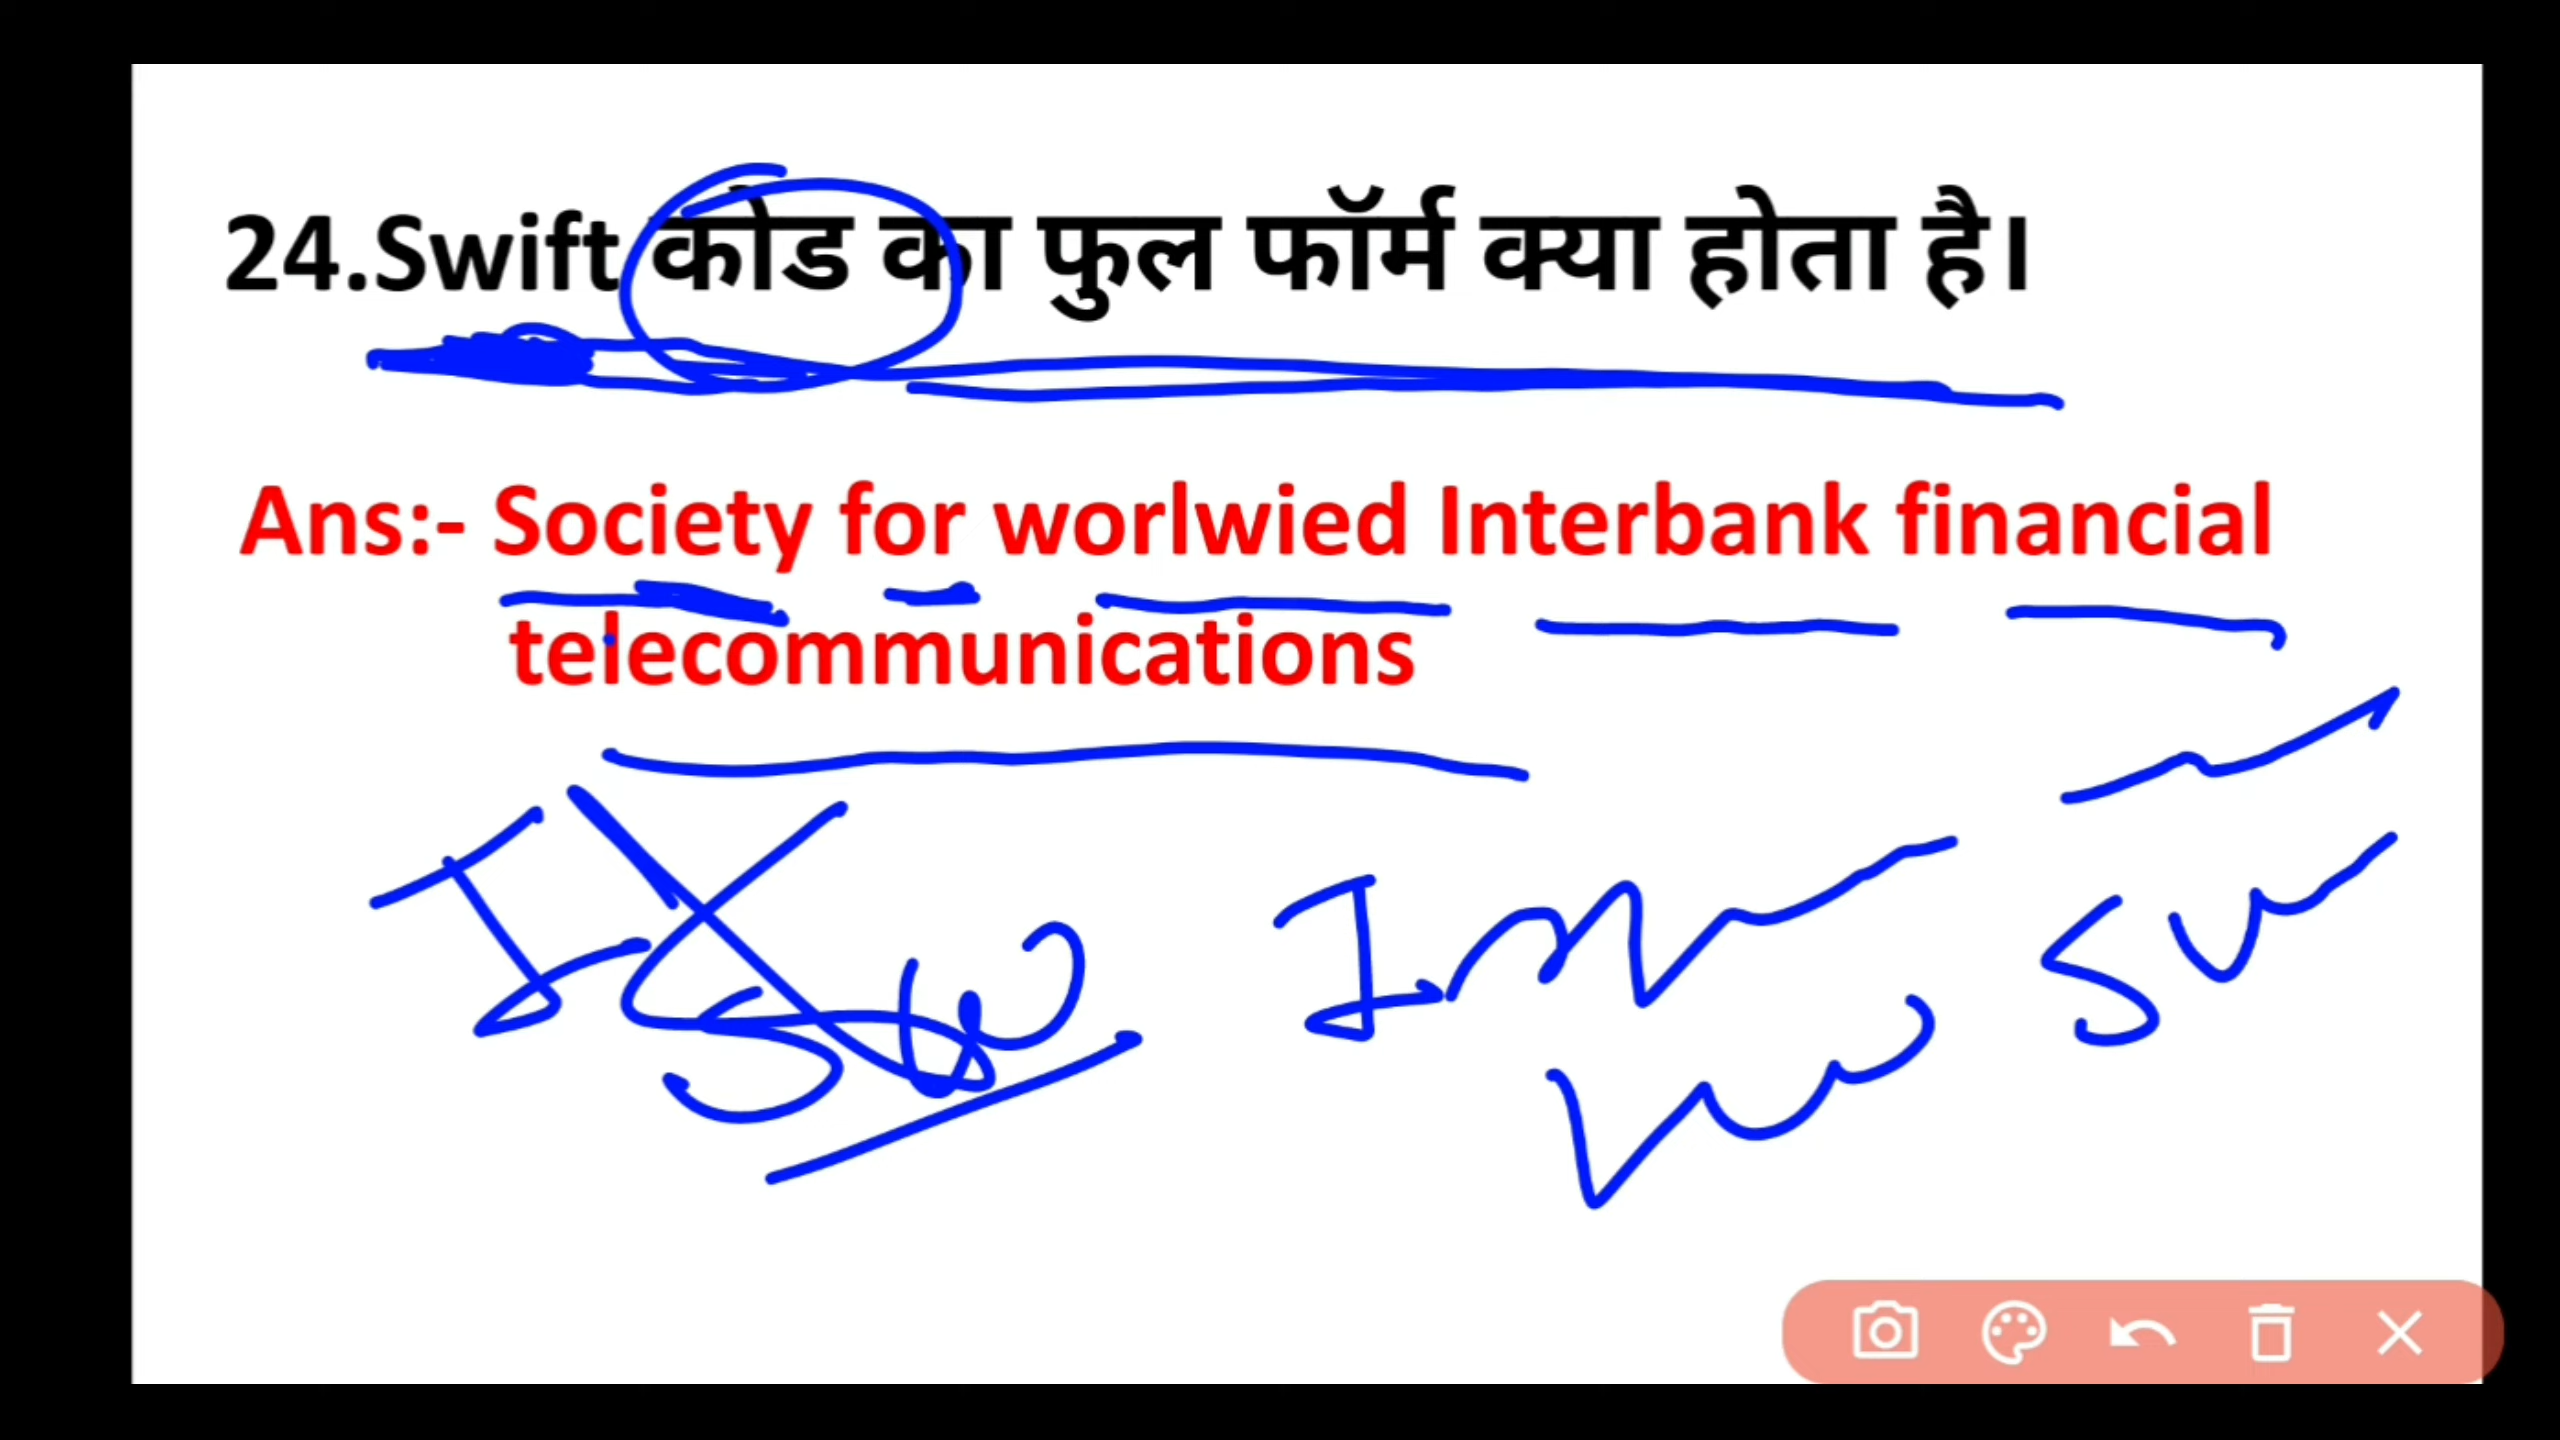 24.Swift कोड का फुल फॉर्म क्या होता है।
Ans:- Society for worlwied Interbank financial
telecommunications